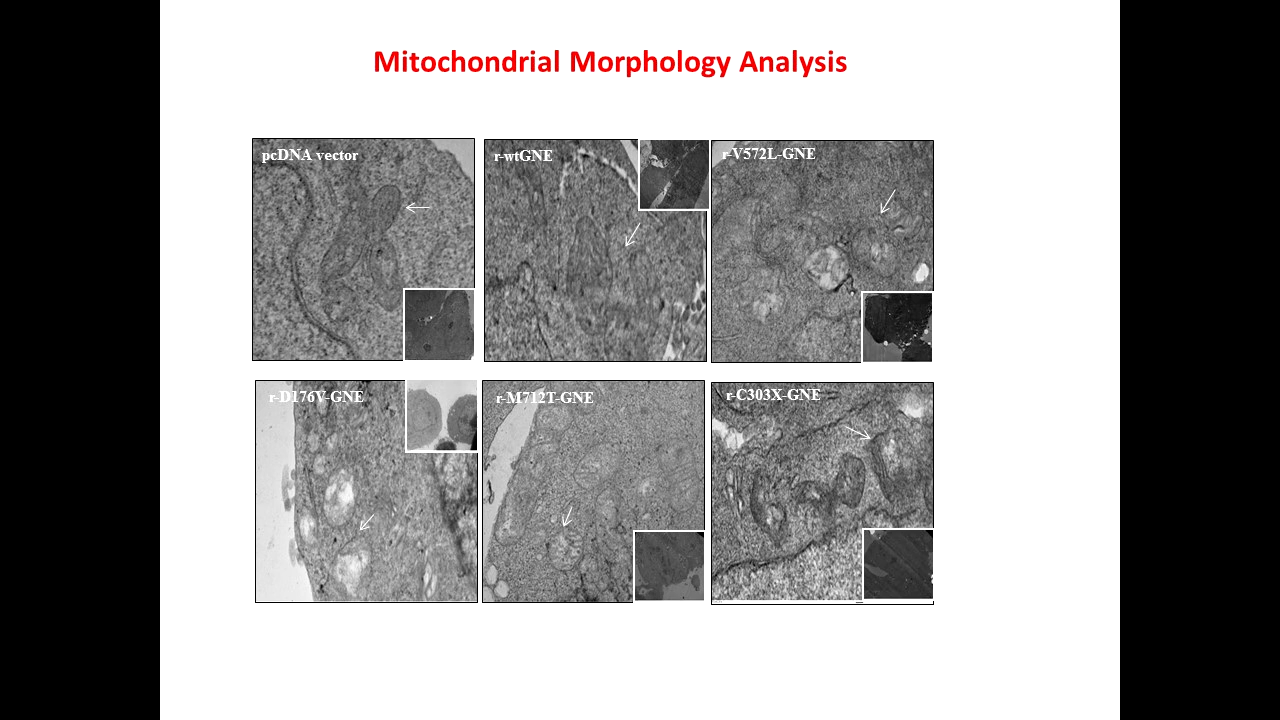 Mitochondrial Morphology Analysis
pcDNA vector
r-wtGNE
r-V572L-GNE
r-D176V-GNE
r-M712T-GNE
r-C303X-GNE